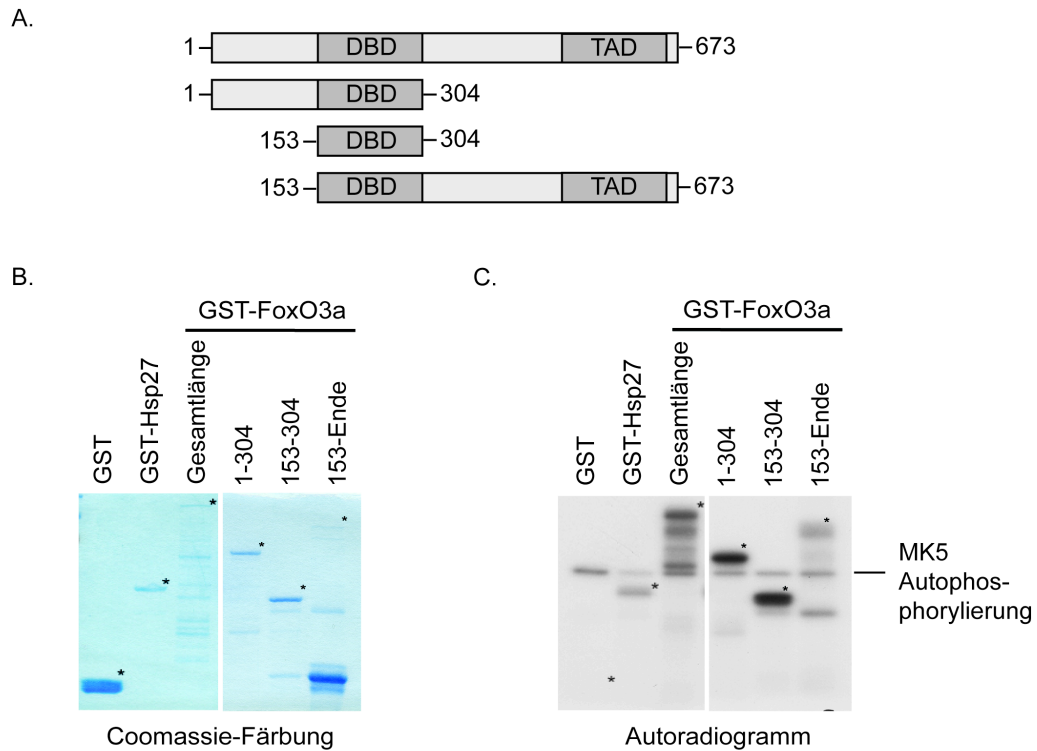 A.
1 DBD TAD 673
1 DBD 304
153 DBD 304
153 DBD TAD 673
B.
GST-FoxO3a
GST
GST-Hsp27
Gesamtlänge
1-304
153-304
153-Ende
* * * * * *
Coomassie-Färbung
C.
GST-FoxO3a
GST
GST-Hsp27
Gesamtlänge
1-304
153-304
153-Ende
* * * * * *
MK5
Autophos-
phorylierung
Autoradiogramm